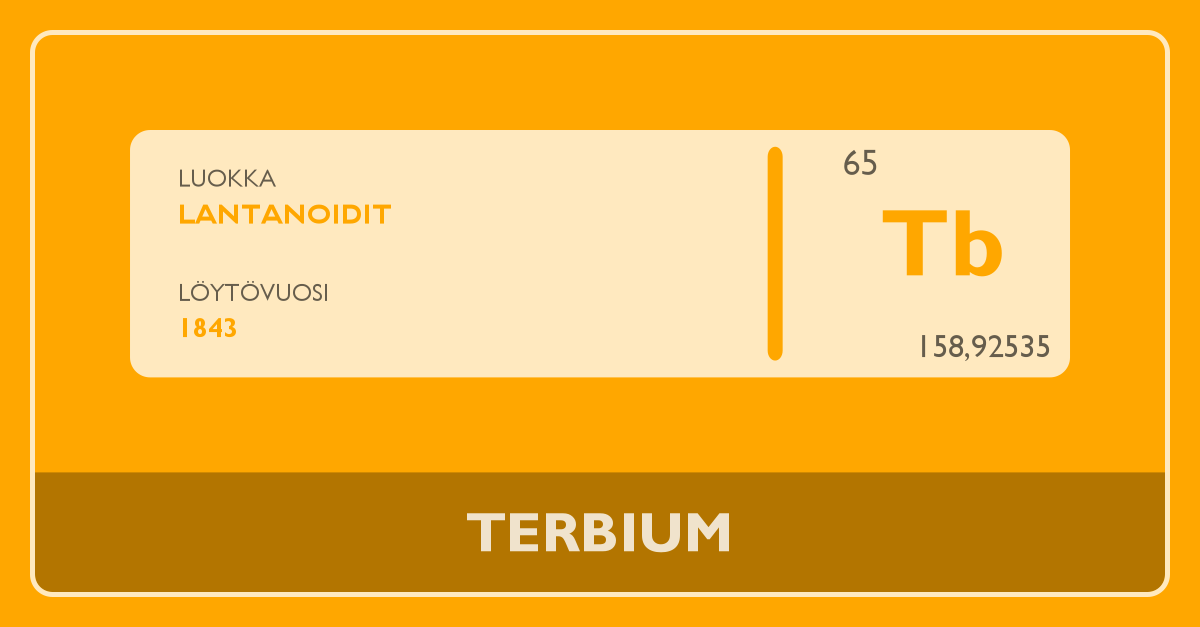 LUOKKA
LANTANOIDIT
LÖYTÖVUOSI
1843
65
Tb
158,92535
TERBIUM